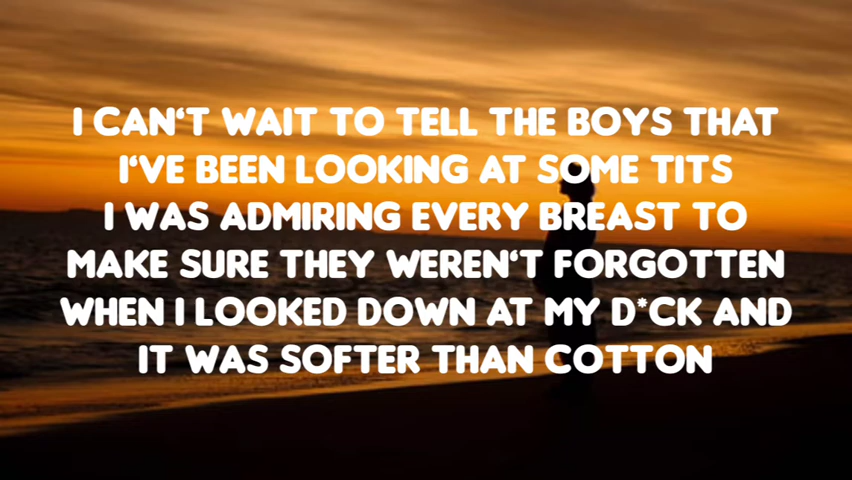 I CAN'T WAIT TO TELL THE BOYS THAT
I'VE BEEN LOOKING AT SOME TITS
I WAS ADMIRING EVERY BREAST TO
MAKE SURE THEY WEREN'T FORGOTTEN
WHEN I LOOKED DOWN AT MY D*CK AND
IT WAS SOFTER THAN COTTON